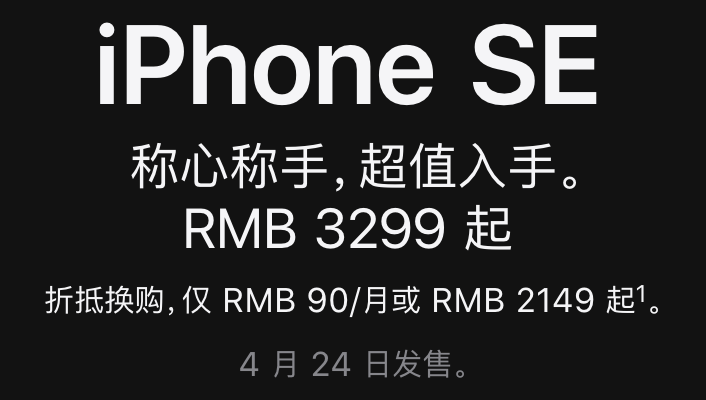 iPhone SE
称心称手，超值入手。
RMB 3299 起
折抵换购，仅 RMB 90/月或 RMB 2149 起¹。
4 月 24 日发售。